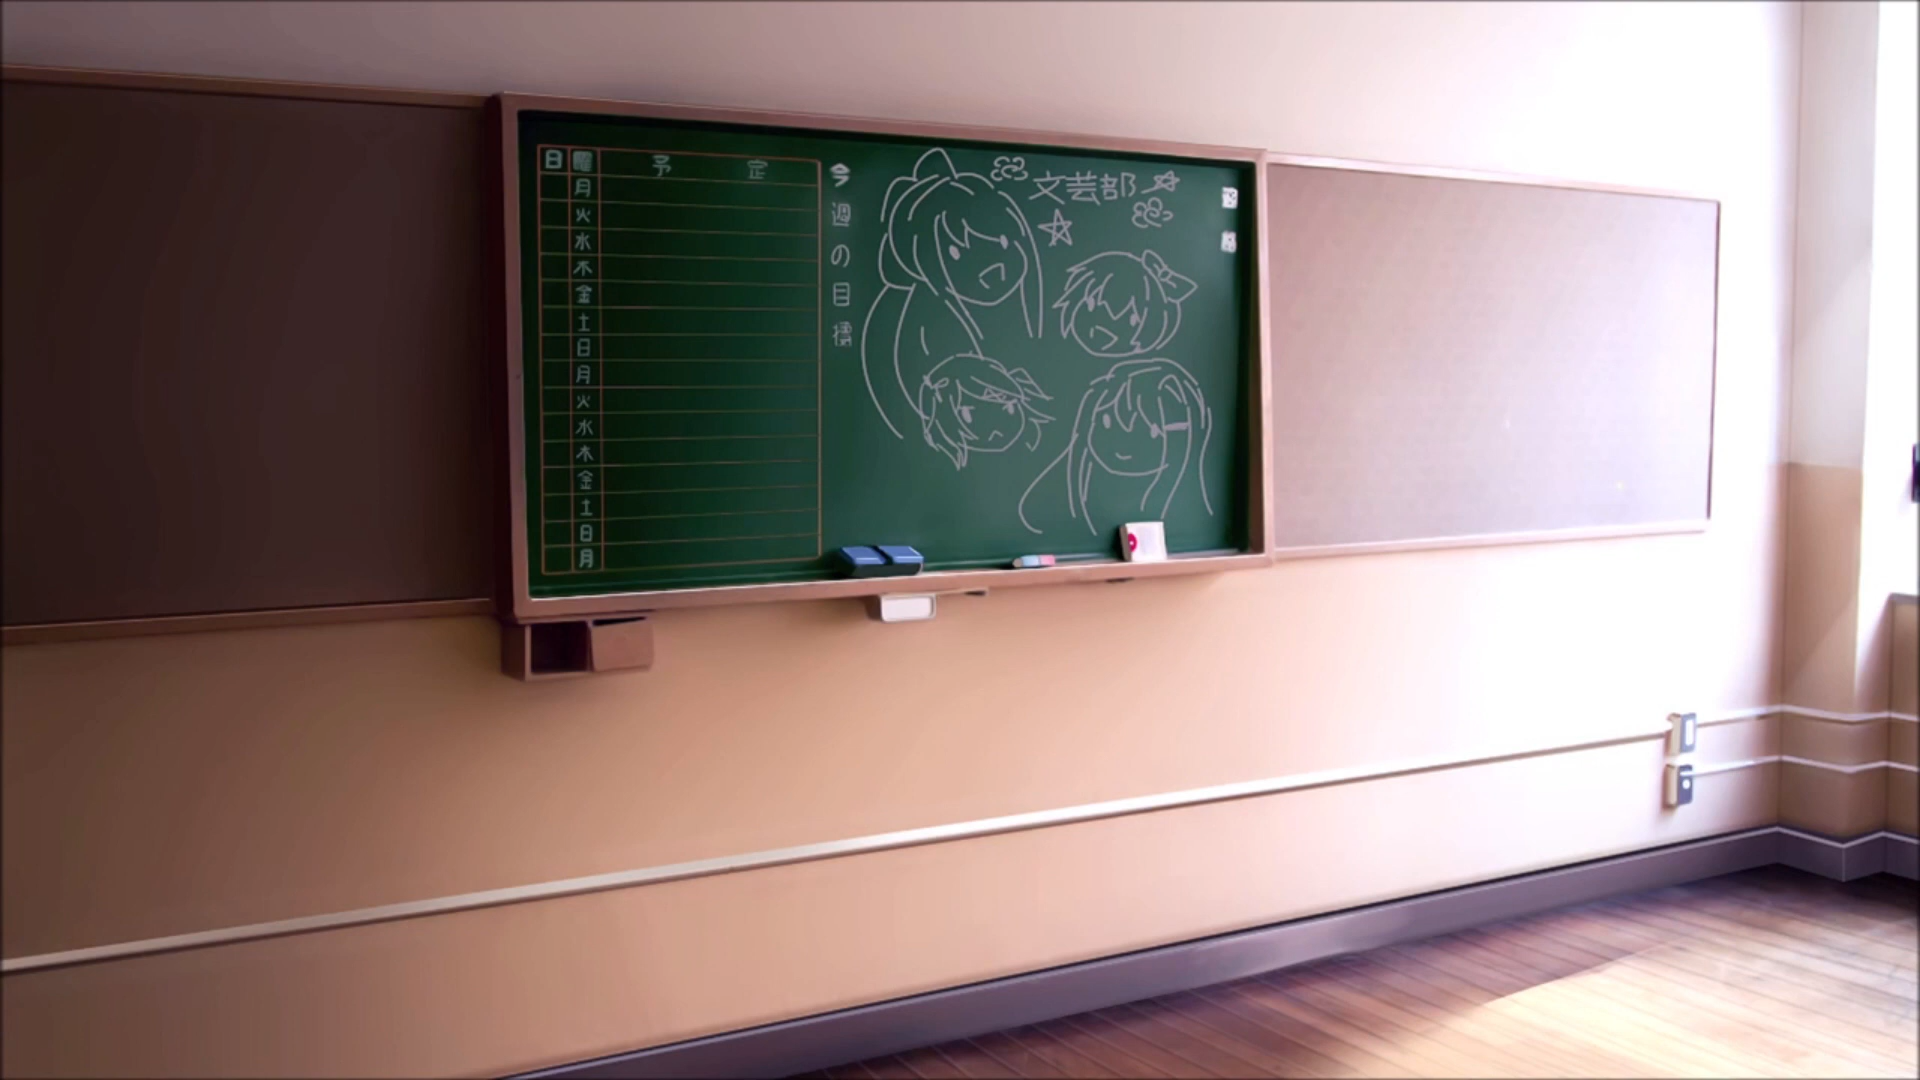 日 曜 予 定
月
火
水
木
金
土
日
月
火
水
木
金
土
日
月
今週の目標
文芸部